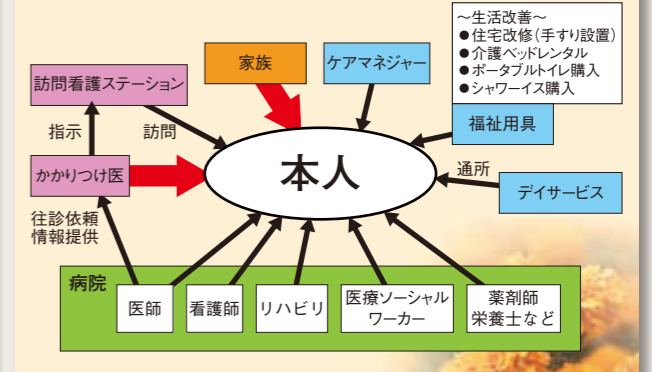 ～生活改善～
●住宅改修（手すり設置）
●介護ベッドレンタル
●ポータブルトイレ購入
●シャワーイス購入
家族
ケアマネジャー
訪問看護ステーション
福祉用具
指示
訪問
本人
通所
かかりつけ医
デイサービス
往診依頼
情報提供
病院
医師
看護師
リハビリ
医療ソーシャル
ワーカー
薬剤師
栄養士など